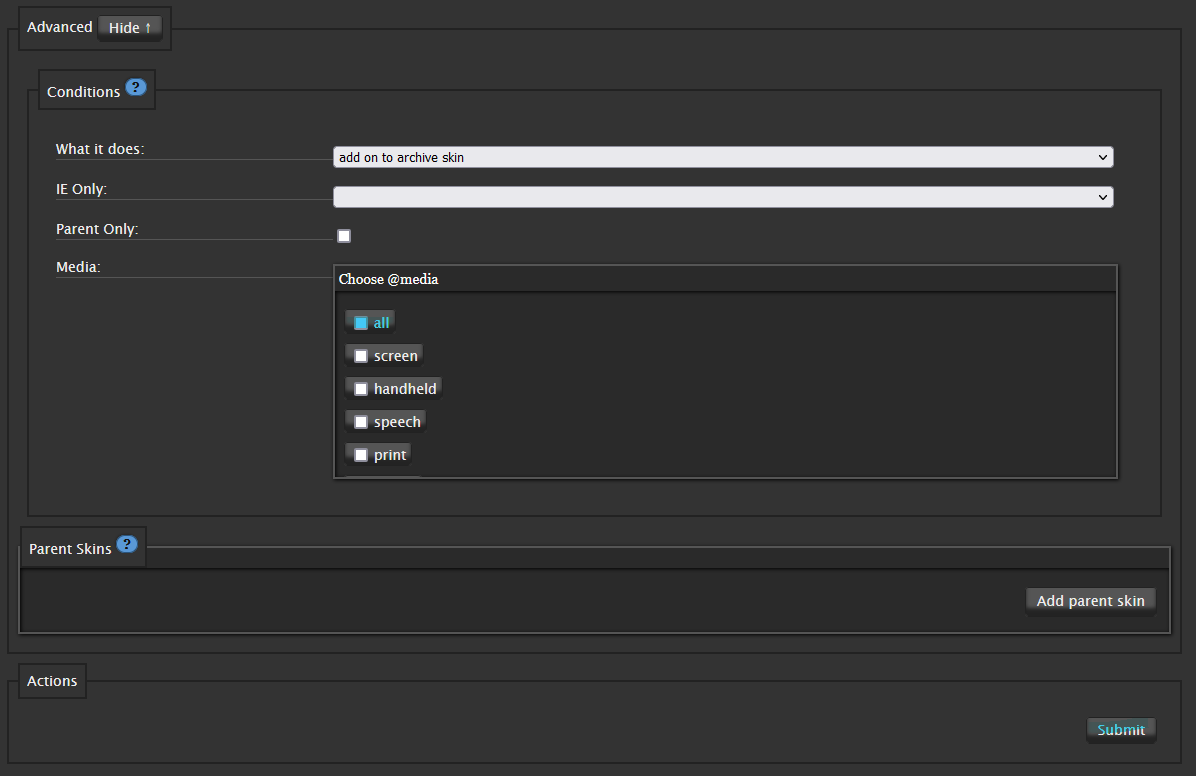 Advanced Hide ↑
Conditions ?
What it does: add on to archive skin
IE Only:
Parent Only:
Media: Choose @media
all
screen
handheld
speech
print
Parent Skins ?
Add parent skin
Actions
Submit